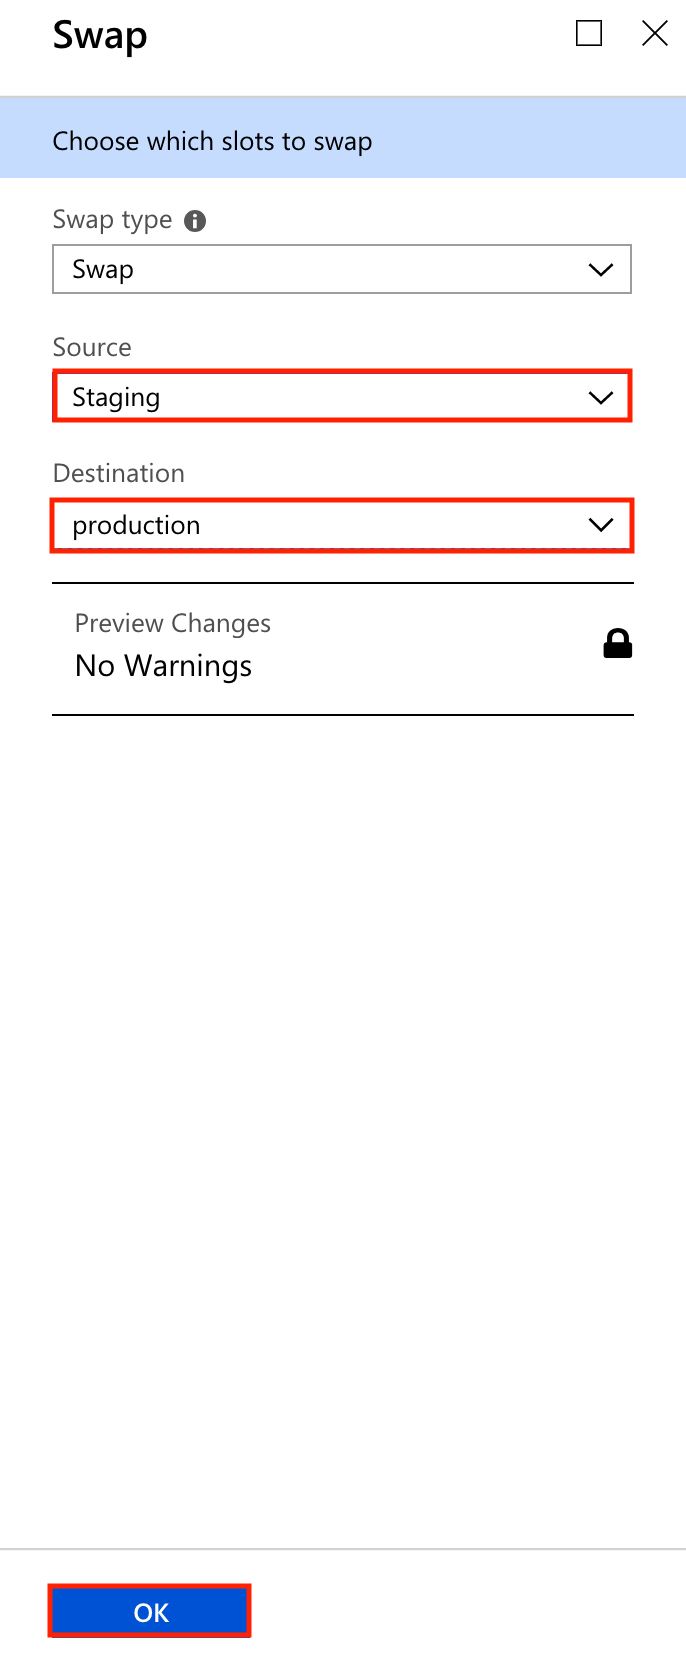 Swap
Choose which slots to swap
Swap type
Swap
Source
Staging
Destination
production
Preview Changes
No Warnings
OK